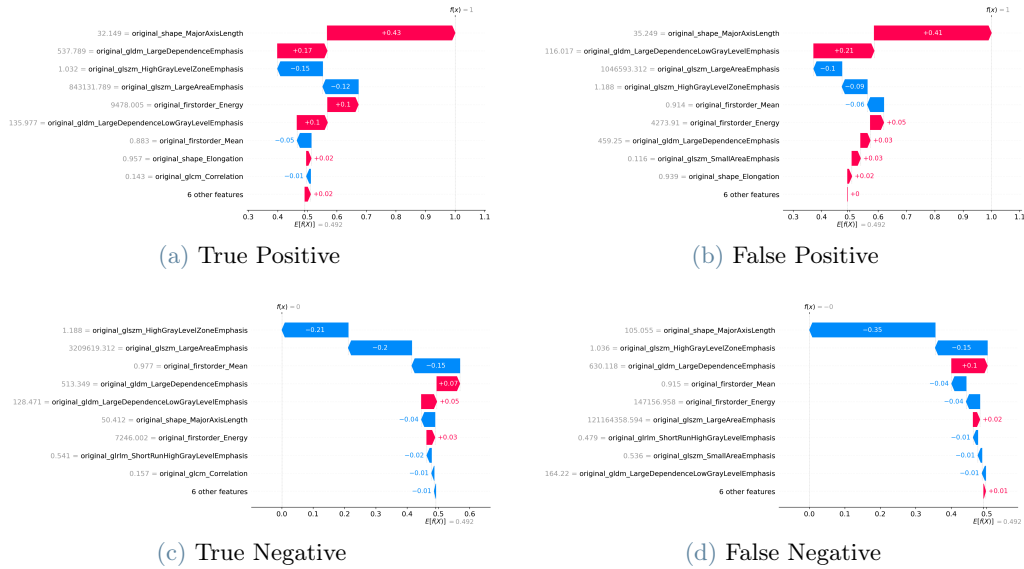 f(x) = 1
32.149 = original_shape_MajorAxisLength +0.43
537.789 = original_gldm_LargeDependenceEmphasis +0.17
1.032 = original_glszm_HighGrayLevelZoneEmphasis −0.15
843131.789 = original_glszm_LargeAreaEmphasis −0.12
9478.005 = original_firstorder_Energy +0.1
135.977 = original_gldm_LargeDependenceLowGrayLevelEmphasis +0.1
0.883 = original_firstorder_Mean −0.05
0.957 = original_shape_Elongation +0.02
0.143 = original_glcm_Correlation −0.01
6 other features +0.02
0.3 0.4 0.5 0.6 0.7 0.8 0.9 1.0 1.1
E[f(X)] = 0.492
(a) True Positive
f(x) = 1
35.249 = original_shape_MajorAxisLength +0.41
116.017 = original_gldm_LargeDependenceLowGrayLevelEmphasis +0.21
1046593.312 = original_glszm_LargeAreaEmphasis −0.1
1.188 = original_glszm_HighGrayLevelZoneEmphasis −0.09
0.914 = original_firstorder_Mean −0.06
4273.91 = original_firstorder_Energy +0.05
459.25 = original_gldm_LargeDependenceEmphasis +0.03
0.116 = original_glszm_SmallAreaEmphasis +0.03
0.939 = original_shape_Elongation +0.02
6 other features +0
0.3 0.4 0.5 0.6 0.7 0.8 0.9 1.0 1.1
E[f(X)] = 0.492
(b) False Positive
f(x) = 0
1.188 = original_glszm_HighGrayLevelZoneEmphasis −0.21
3209619.312 = original_glszm_LargeAreaEmphasis −0.2
0.977 = original_firstorder_Mean −0.15
513.349 = original_gldm_LargeDependenceEmphasis +0.07
128.471 = original_gldm_LargeDependenceLowGrayLevelEmphasis +0.05
50.412 = original_shape_MajorAxisLength −0.04
7246.002 = original_firstorder_Energy +0.03
0.541 = original_glrlm_ShortRunHighGrayLevelEmphasis −0.02
0.157 = original_glcm_Correlation −0.01
6 other features −0.01
0.0 0.1 0.2 0.3 0.4 0.5 0.6
E[f(X)] = 0.492
(c) True Negative
f(x) = −0
105.055 = original_shape_MajorAxisLength −0.35
1.036 = original_glszm_HighGrayLevelZoneEmphasis −0.15
630.118 = original_gldm_LargeDependenceEmphasis +0.1
0.915 = original_firstorder_Mean −0.04
147156.958 = original_firstorder_Energy −0.04
121164358.594 = original_glszm_LargeAreaEmphasis +0.02
0.479 = original_glrlm_ShortRunHighGrayLevelEmphasis −0.01
0.536 = original_glszm_SmallAreaEmphasis −0.01
164.22 = original_gldm_LargeDependenceLowGrayLevelEmphasis −0.01
6 other features +0.01
0.0 0.1 0.2 0.3 0.4 0.5
E[f(X)] = 0.492
(d) False Negative